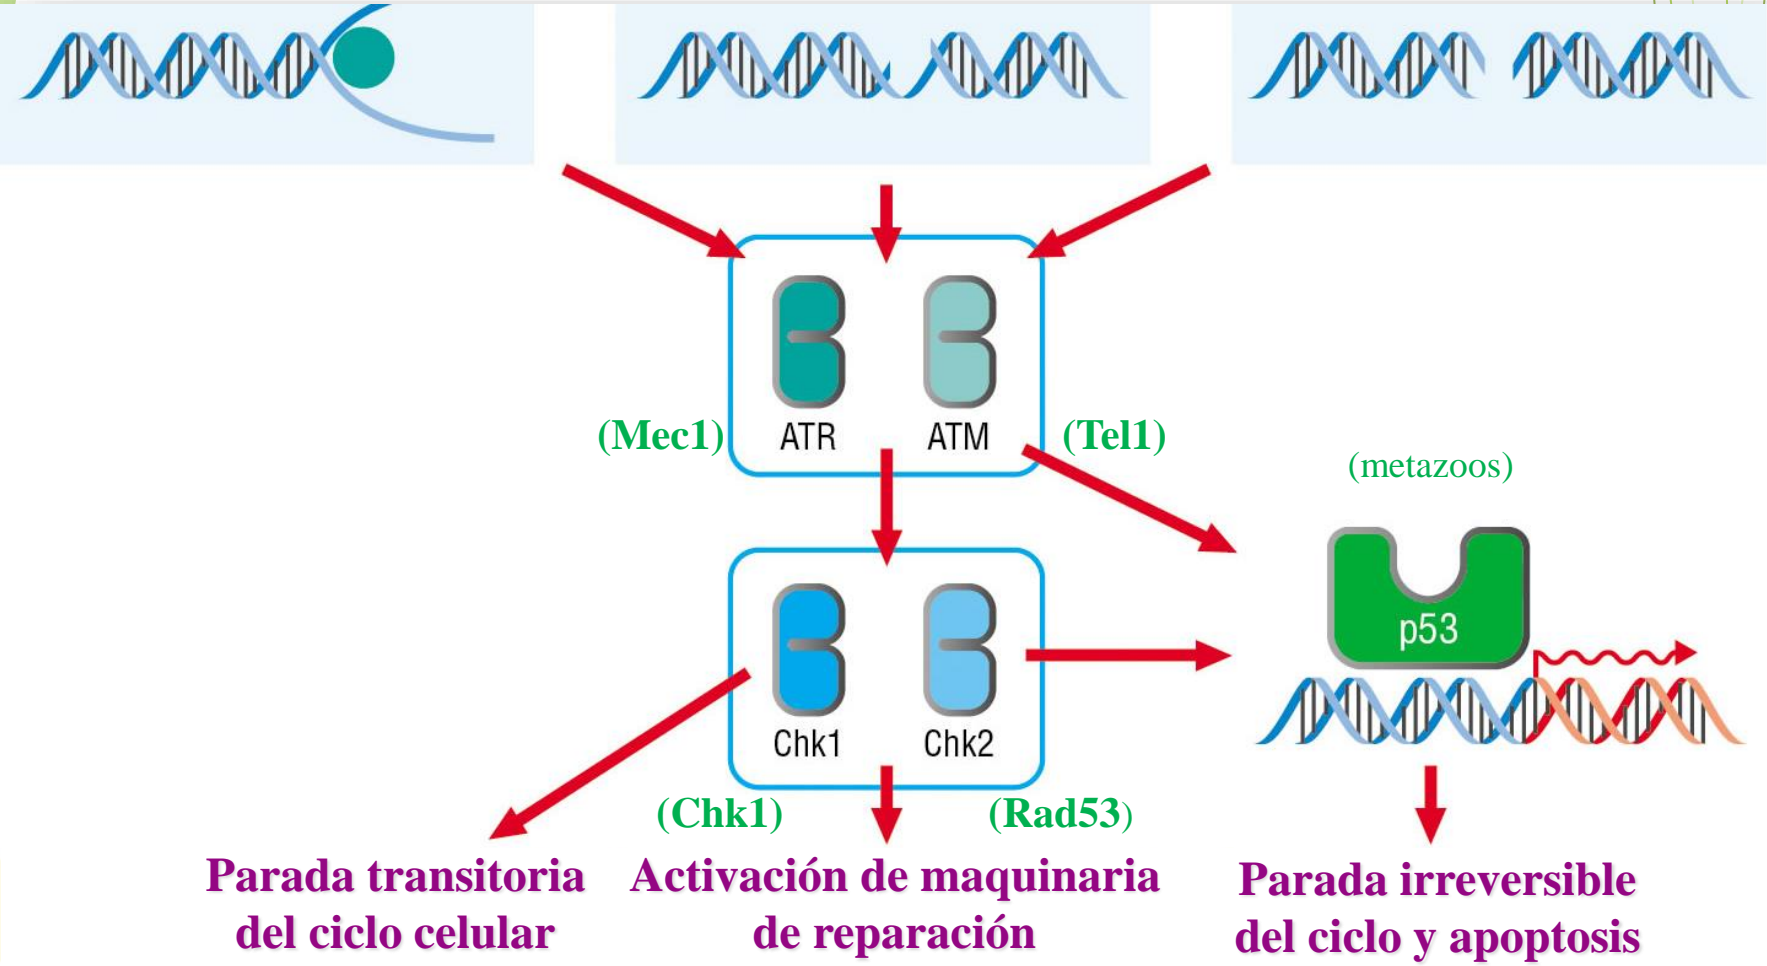 (Mec1)
ATR
ATM
(Tel1)
(metazoos)
p53
Chk1
Chk2
(Chk1)
(Rad53)
Parada transitoria
del ciclo celular
Activación de maquinaria
de reparación
Parada irreversible
del ciclo y apoptosis